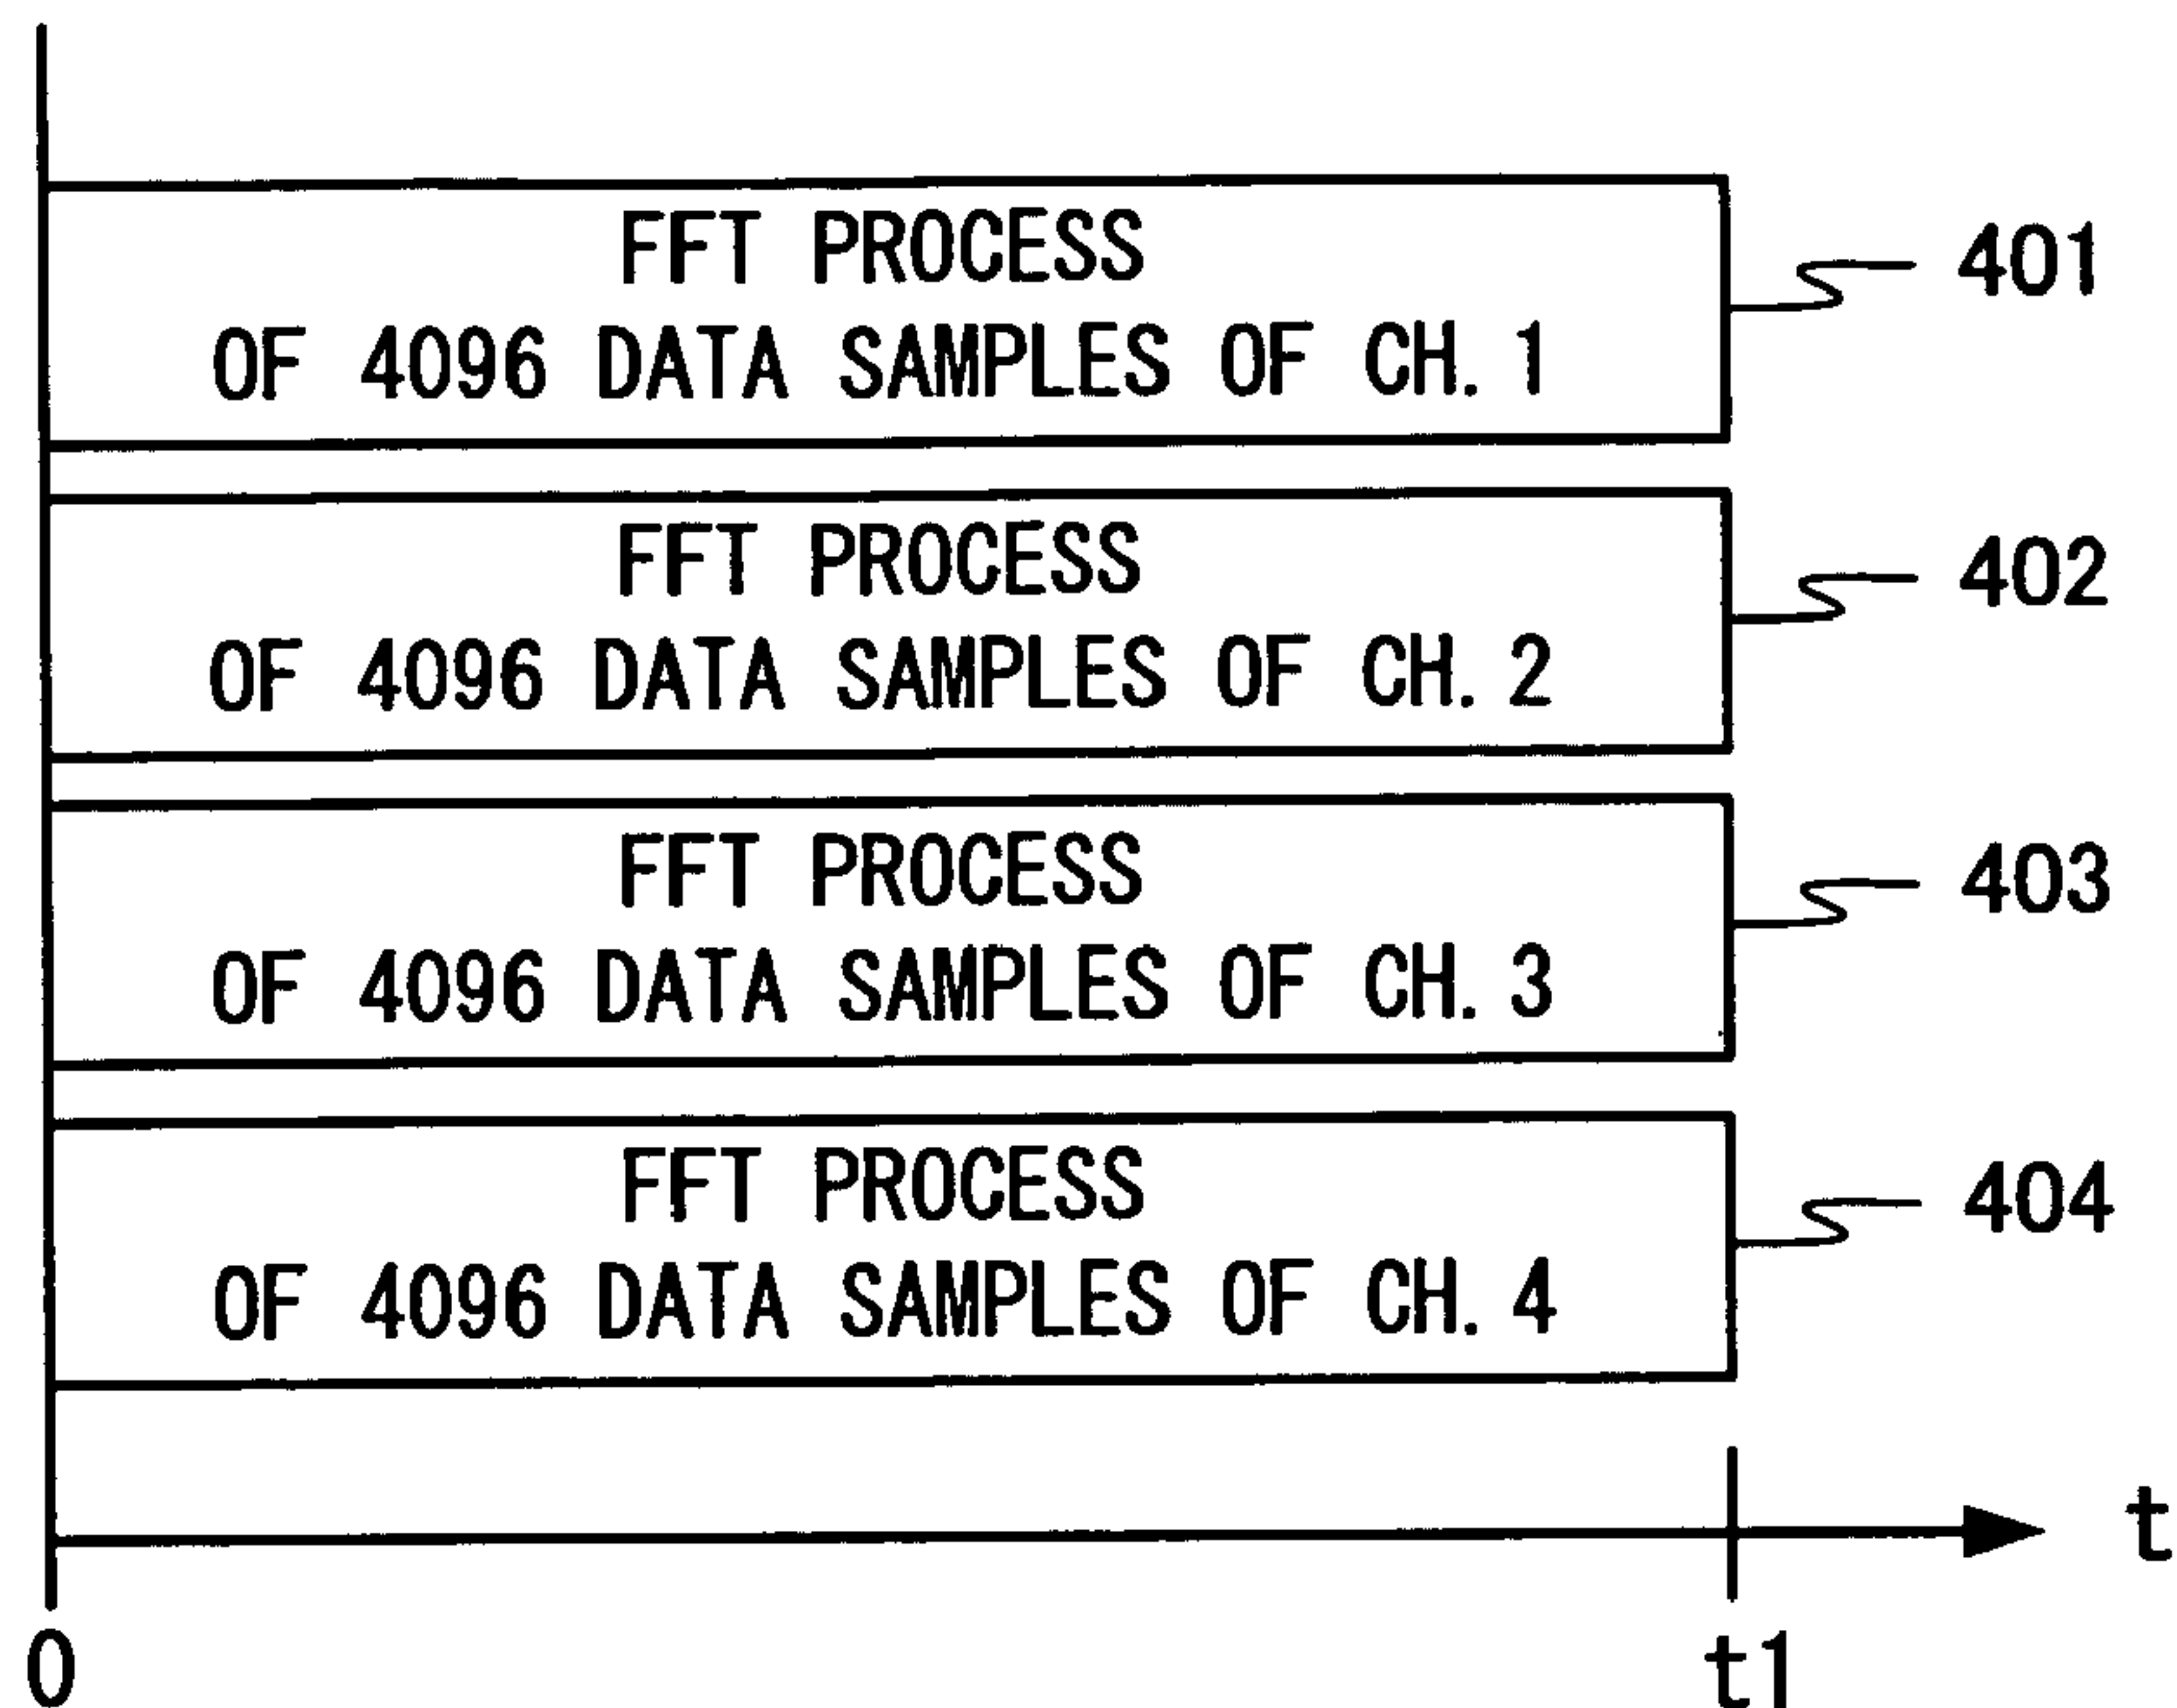 FFT PROCESS
OF 4096 DATA SAMPLES OF CH. 1
401
FFT PROCESS
OF 4096 DATA SAMPLES OF CH. 2
402
FFT PROCESS
OF 4096 DATA SAMPLES OF CH. 3
403
FFT PROCESS
OF 4096 DATA SAMPLES OF CH. 4
404
t
0
t1